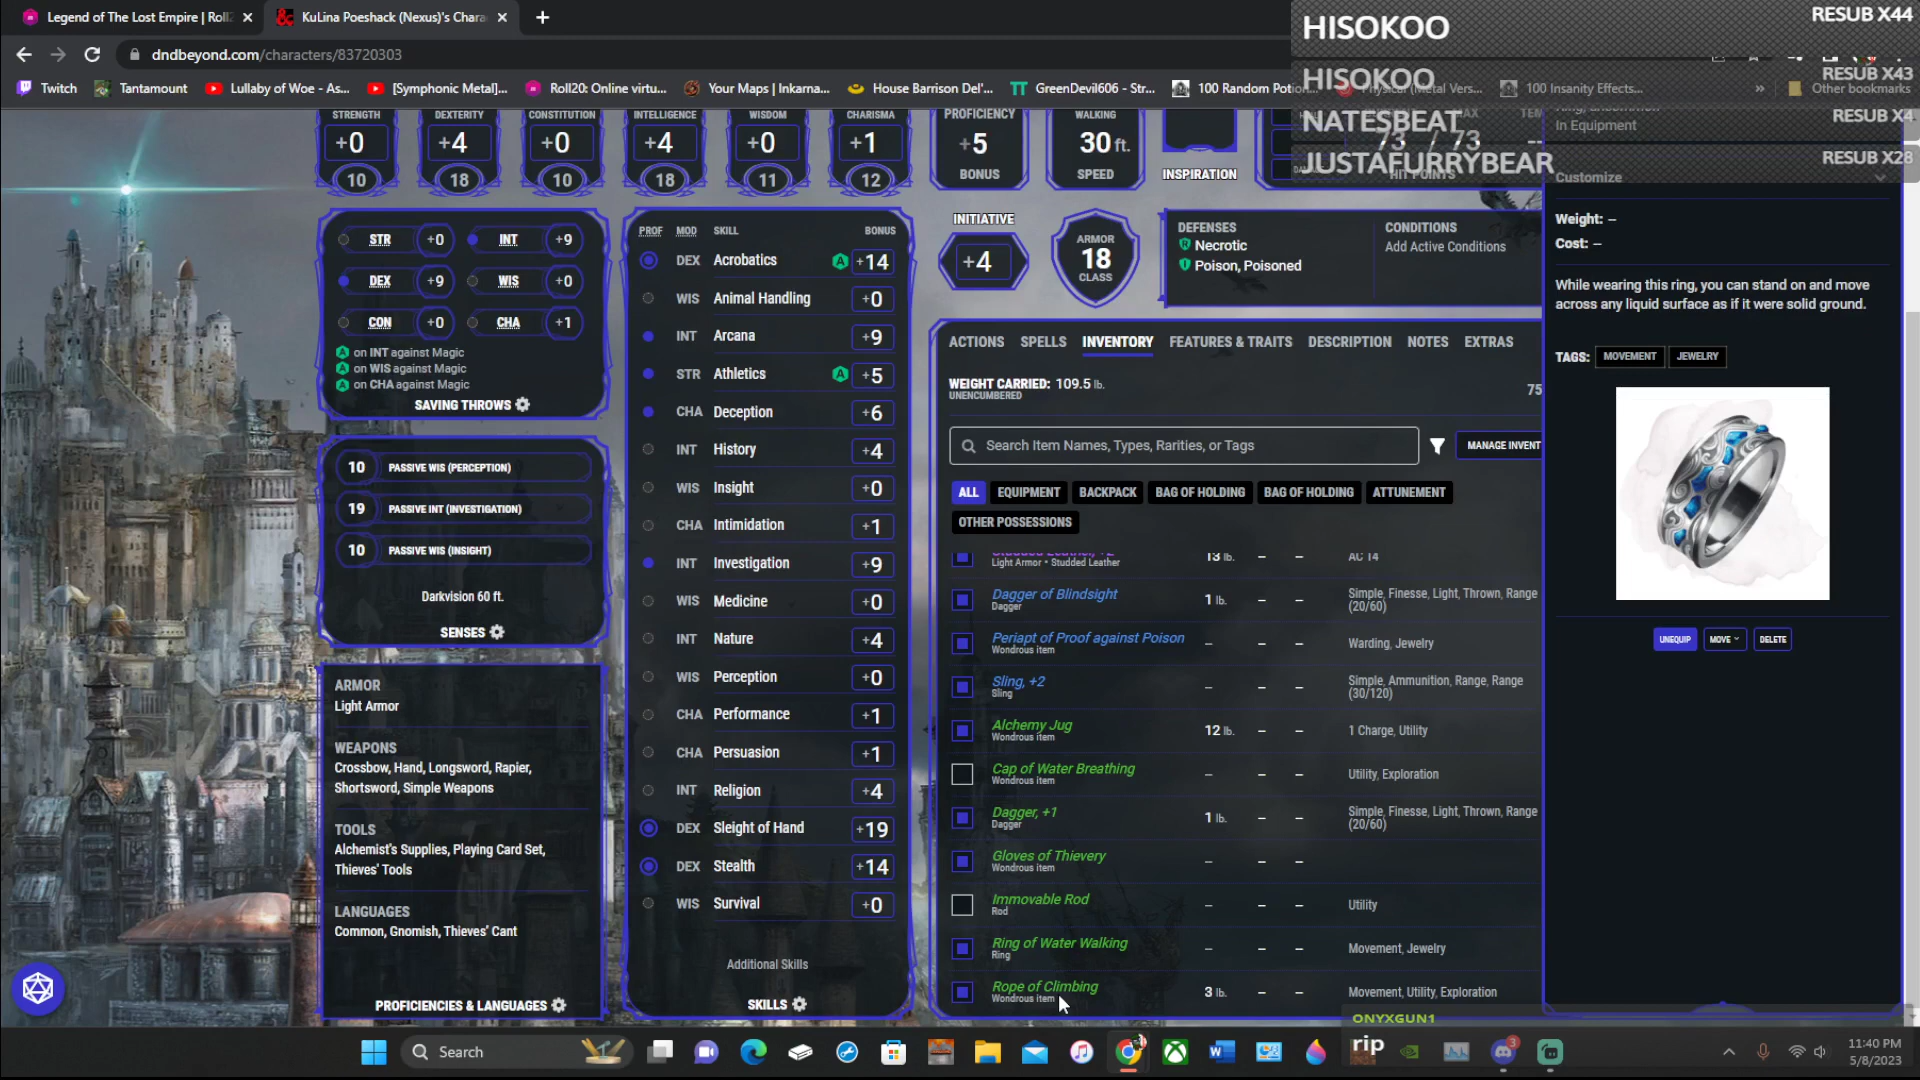 Legend of The Lost Empire | Roll2
KuLina Poeshack (Nexus)'s Chara
dndbeyond.com/characters/83720303
Twitch
Tantamount
Lullaby of Woe - As...
[Symphonic Metal]...
Roll20: Online virtu...
Your Maps | Inkarna...
House Barrison Del'...
GreenDevil606 - Str...
100 Random Potion...
Physical (Metal Vers...
100 Insanity Effects...
»
Other bookmarks
HISOKOO
RESUB X44
HISOKOO
RESUB X43
NATESBEAT
RESUB X4
JUSTAFURRYBEAR
RESUB X28
STRENGTH
+0
10
DEXTERITY
+4
18
CONSTITUTION
+0
10
INTELLIGENCE
+4
18
WISDOM
+0
11
CHARISMA
+1
12
PROFICIENCY
+5
BONUS
WALKING
30 ft.
SPEED
INSPIRATION
MAX
73 / 73
HIT POINTS
STR +0
INT +9
DEX +9
WIS +0
CON +0
CHA +1
on INT against Magic
on WIS against Magic
on CHA against Magic
SAVING THROWS
10 PASSIVE WIS (PERCEPTION)
19 PASSIVE INT (INVESTIGATION)
10 PASSIVE WIS (INSIGHT)
Darkvision 60 ft.
SENSES
ARMOR
Light Armor
WEAPONS
Crossbow, Hand, Longsword, Rapier,
Shortsword, Simple Weapons
TOOLS
Alchemist's Supplies, Playing Card Set,
Thieves' Tools
LANGUAGES
Common, Gnomish, Thieves' Cant
PROFICIENCIES & LANGUAGES
PROF MOD SKILL BONUS
DEX Acrobatics A +14
WIS Animal Handling +0
INT Arcana +9
STR Athletics A +5
CHA Deception +6
INT History +4
WIS Insight +0
CHA Intimidation +1
INT Investigation +9
WIS Medicine +0
INT Nature +4
WIS Perception +0
CHA Performance +1
CHA Persuasion +1
INT Religion +4
DEX Sleight of Hand +19
DEX Stealth +14
WIS Survival +0
Additional Skills
SKILLS
INITIATIVE
+4
ARMOR
18
CLASS
DEFENSES
Necrotic
Poison, Poisoned
CONDITIONS
Add Active Conditions
ACTIONS SPELLS INVENTORY FEATURES & TRAITS DESCRIPTION NOTES EXTRAS
WEIGHT CARRIED: 109.5 lb.
UNENCUMBERED
75
Search Item Names, Types, Rarities, or Tags
MANAGE INVENT
ALL EQUIPMENT BACKPACK BAG OF HOLDING BAG OF HOLDING ATTUNEMENT
OTHER POSSESSIONS
Studded Leather, +2 13 lb. -- -- AC 14
Light Armor • Studded Leather
Dagger of Blindsight 1 lb. -- -- Simple, Finesse, Light, Thrown, Range
Dagger (20/60)
Periapt of Proof against Poison -- -- -- Warding, Jewelry
Wondrous item
Sling, +2 -- -- -- Simple, Ammunition, Range, Range
Sling (30/120)
Alchemy Jug 12 lb. -- -- 1 Charge, Utility
Wondrous item
Cap of Water Breathing -- -- -- Utility, Exploration
Wondrous item
Dagger, +1 1 lb. -- -- Simple, Finesse, Light, Thrown, Range
Dagger (20/60)
Gloves of Thievery -- -- --
Wondrous item
Immovable Rod -- -- -- Utility
Rod
Ring of Water Walking -- -- -- Movement, Jewelry
Ring
Rope of Climbing 3 lb. -- -- Movement, Utility, Exploration
Wondrous item
In Equipment
Customize
Weight: --
Cost: --
While wearing this ring, you can stand on and move
across any liquid surface as if it were solid ground.
TAGS: MOVEMENT JEWELRY
UNEQUIP MOVE DELETE
ONYXGUN1
rip
Search
3
11:40 PM
5/8/2023